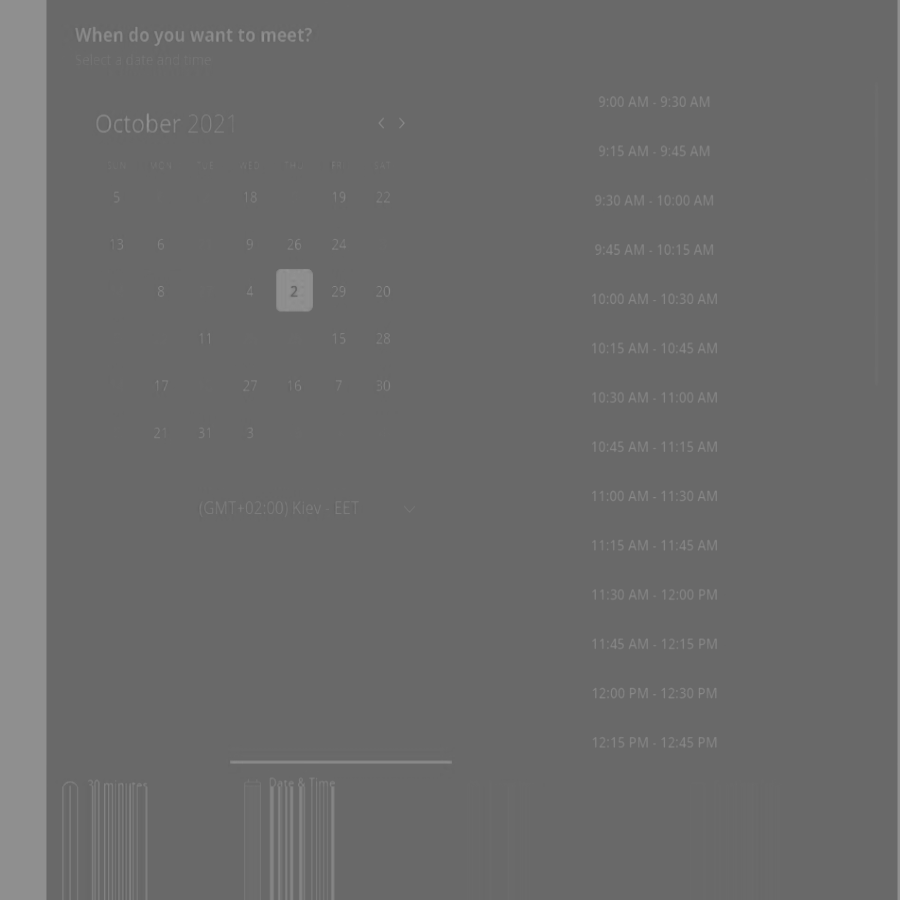 When do you want to meet?
Select a date and time
October 2021
SUN MON TUE WED THU FRI SAT
5 18 19 22
13 6 9 26 24
8 4 2 29 20
11 15 28
17 27 16 7 30
21 31 3
(GMT+02:00) Kiev - EET
9:00 AM - 9:30 AM
9:15 AM - 9:45 AM
9:30 AM - 10:00 AM
9:45 AM - 10:15 AM
10:00 AM - 10:30 AM
10:15 AM - 10:45 AM
10:30 AM - 11:00 AM
10:45 AM - 11:15 AM
11:00 AM - 11:30 AM
11:15 AM - 11:45 AM
11:30 AM - 12:00 PM
11:45 AM - 12:15 PM
12:00 PM - 12:30 PM
12:15 PM - 12:45 PM
30 minutes
Date & Time